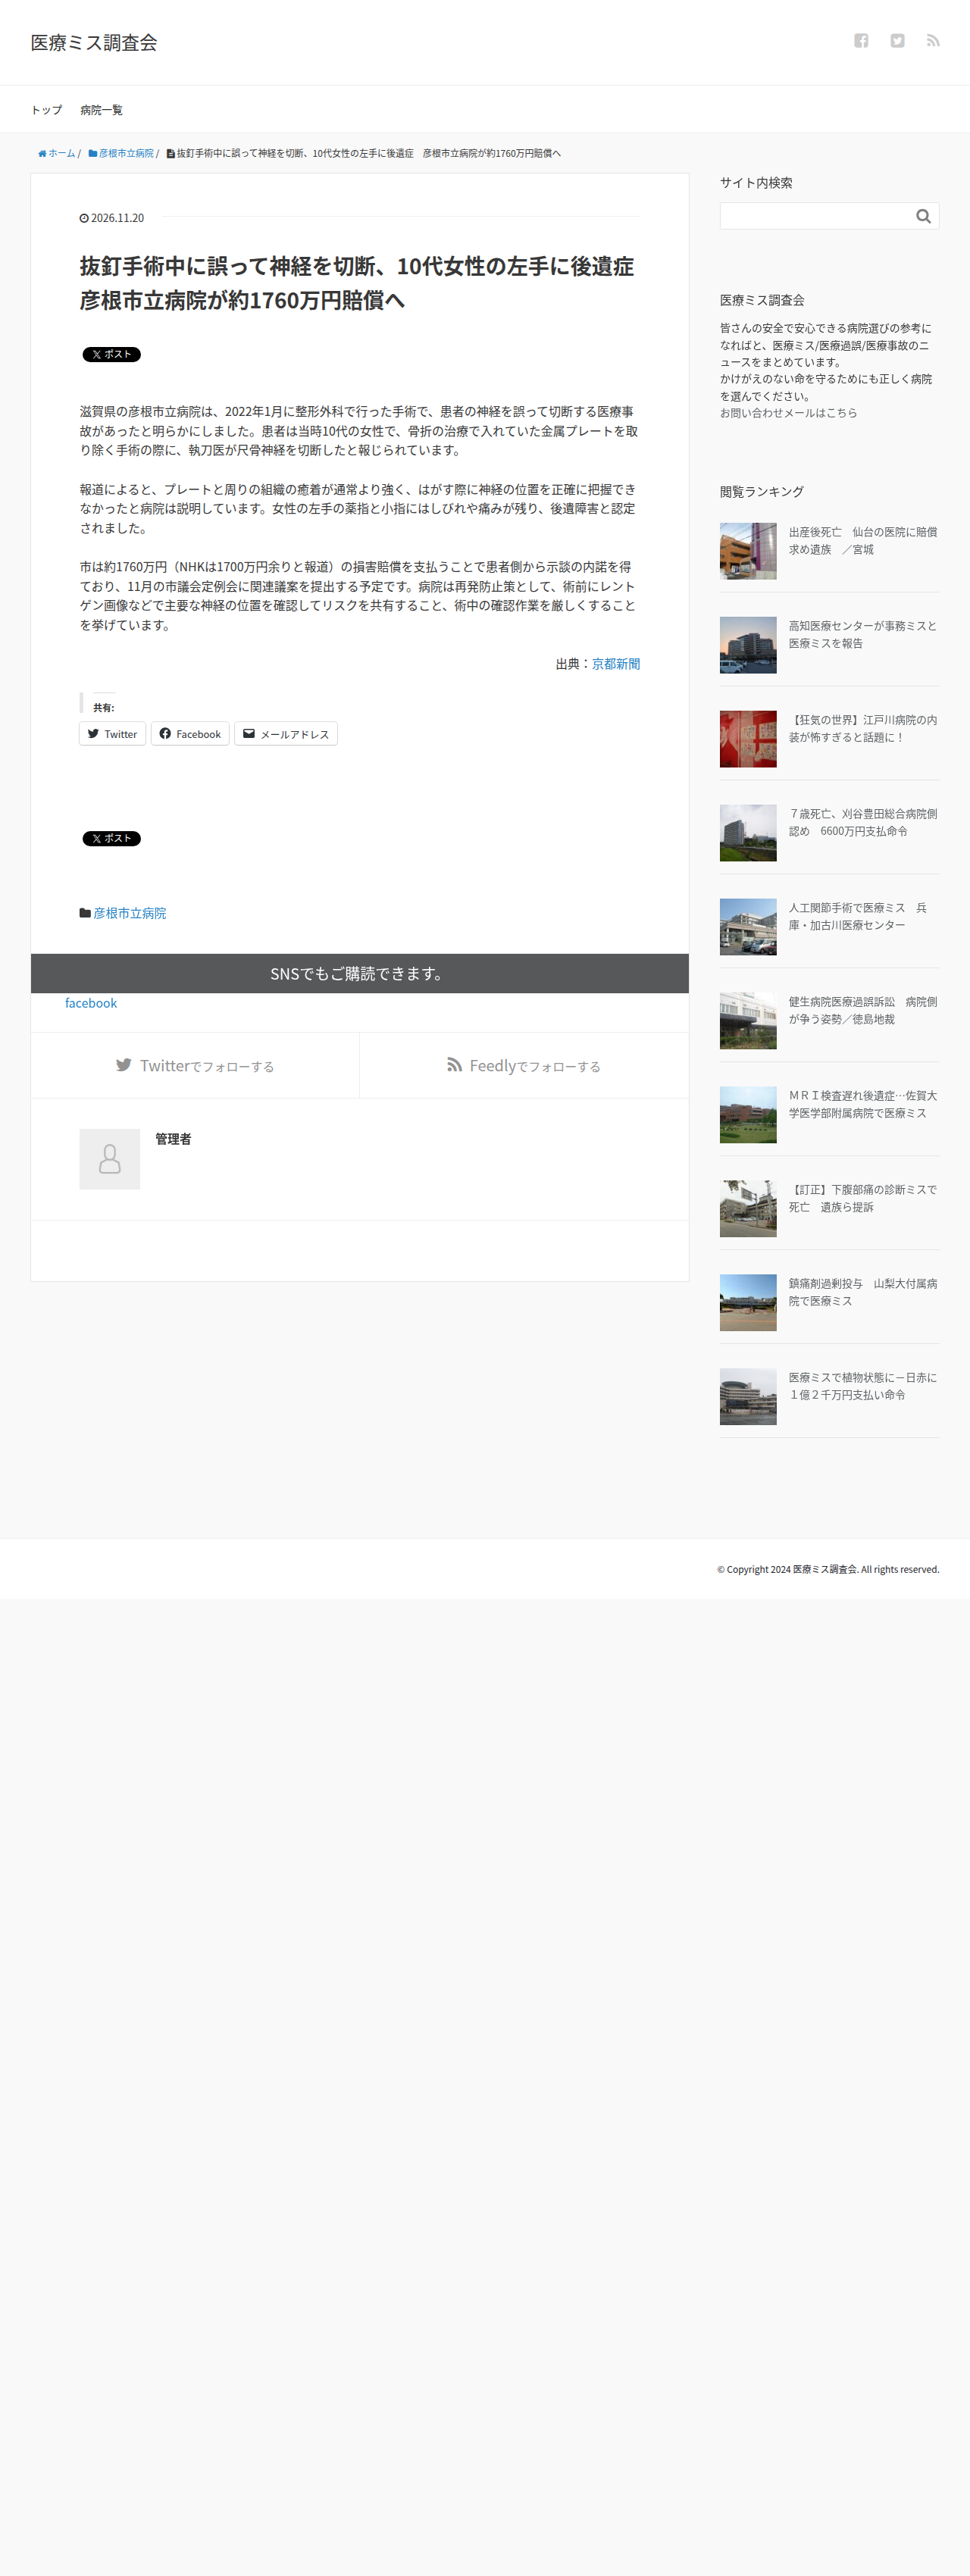 医療ミス調査会
トップ 病院一覧
ホーム / 彦根市立病院 / 抜釘手術中に誤って神経を切断、10代女性の左手に後遺症　彦根市立病院が約1760万円賠償へ
2026.11.20
抜釘手術中に誤って神経を切断、10代女性の左手に後遺症
彦根市立病院が約1760万円賠償へ
ポスト
滋賀県の彦根市立病院は、2022年1月に整形外科で行った手術で、患者の神経を誤って切断する医療事
故があったと明らかにしました。患者は当時10代の女性で、骨折の治療で入れていた金属プレートを取
り除く手術の際に、執刀医が尺骨神経を切断したと報じられています。
報道によると、プレートと周りの組織の癒着が通常より強く、はがす際に神経の位置を正確に把握でき
なかったと病院は説明しています。女性の左手の薬指と小指にはしびれや痛みが残り、後遺障害と認定
されました。
市は約1760万円（NHKは1700万円余りと報道）の損害賠償を支払うことで患者側から示談の内諾を得
ており、11月の市議会定例会に関連議案を提出する予定です。病院は再発防止策として、術前にレント
ゲン画像などで主要な神経の位置を確認してリスクを共有すること、術中の確認作業を厳しくすること
を挙げています。
出典：京都新聞
共有:
Twitter Facebook メールアドレス
ポスト
彦根市立病院
SNSでもご購読できます。
facebook
Twitterでフォローする Feedlyでフォローする
管理者
サイト内検索
医療ミス調査会
皆さんの安全で安心できる病院選びの参考に
なればと、医療ミス/医療過誤/医療事故のニ
ュースをまとめています。
かけがえのない命を守るためにも正しく病院
を選んでください。
お問い合わせメールはこちら
閲覧ランキング
出産後死亡　仙台の医院に賠償
求め遺族　／宮城
高知医療センターが事務ミスと
医療ミスを報告
【狂気の世界】江戸川病院の内
装が怖すぎると話題に！
７歳死亡、刈谷豊田総合病院側
認め　6600万円支払命令
人工関節手術で医療ミス　兵
庫・加古川医療センター
健生病院医療過誤訴訟　病院側
が争う姿勢／徳島地裁
ＭＲＩ検査遅れ後遺症…佐賀大
学医学部附属病院で医療ミス
【訂正】下腹部痛の診断ミスで
死亡　遺族ら提訴
鎮痛剤過剰投与　山梨大付属病
院で医療ミス
医療ミスで植物状態に－日赤に
１億２千万円支払い命令
© Copyright 2024 医療ミス調査会. All rights reserved.